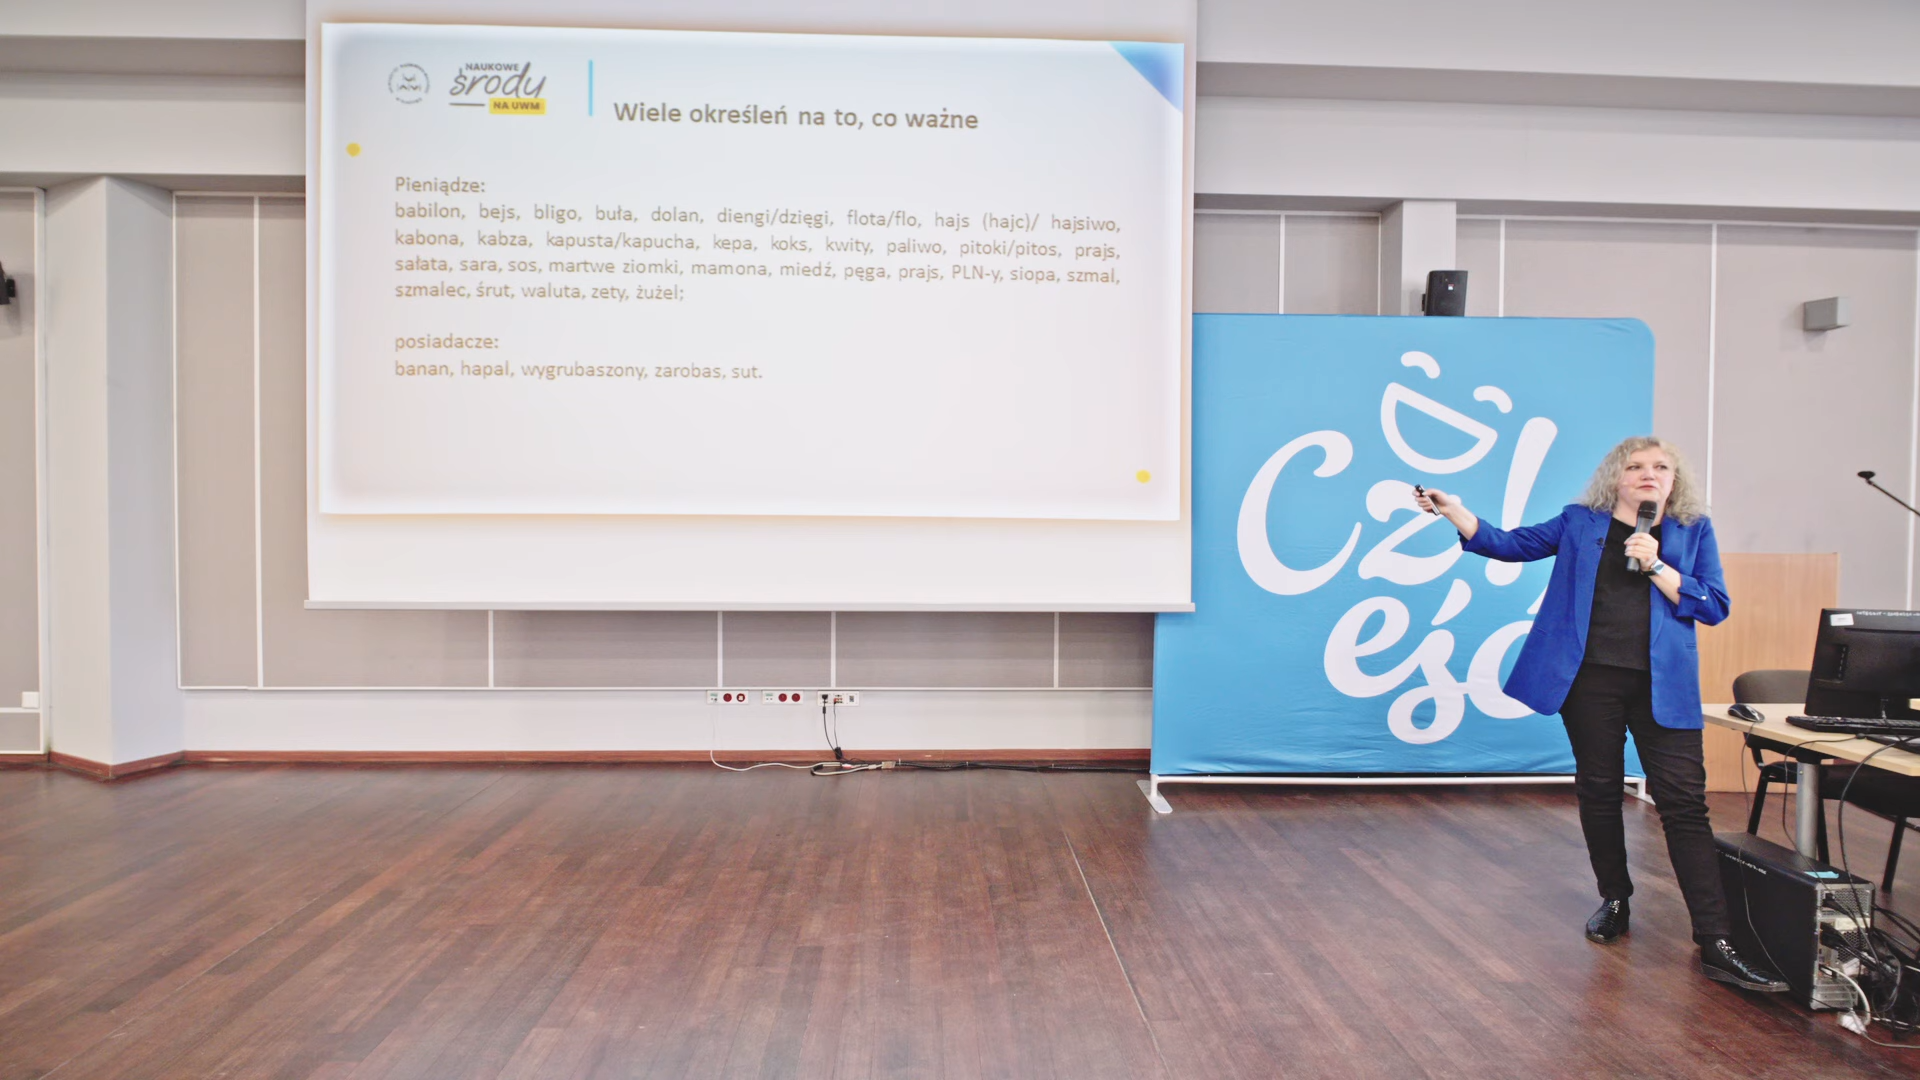 NAUKOWE
środy
NA UWM
Wiele określeń na to, co ważne
Pieniądze:
babilon, bejs, bligo, buła, dolan, diengi/dzięgi, flota/flo, hajs (hajc)/ hajsiwo,
kabona, kabza, kapusta/kapucha, kepa, koks, kwity, paliwo, pitoki/pitos, prajs,
sałata, sara, sos, martwe ziomki, mamona, miedź, pęga, prajs, PLN-y, siopa, szmal,
szmalec, śrut, waluta, zety, żużel;
posiadacze:
banan, hapal, wygrubaszony, zarobas, sut.
Cz!
eść